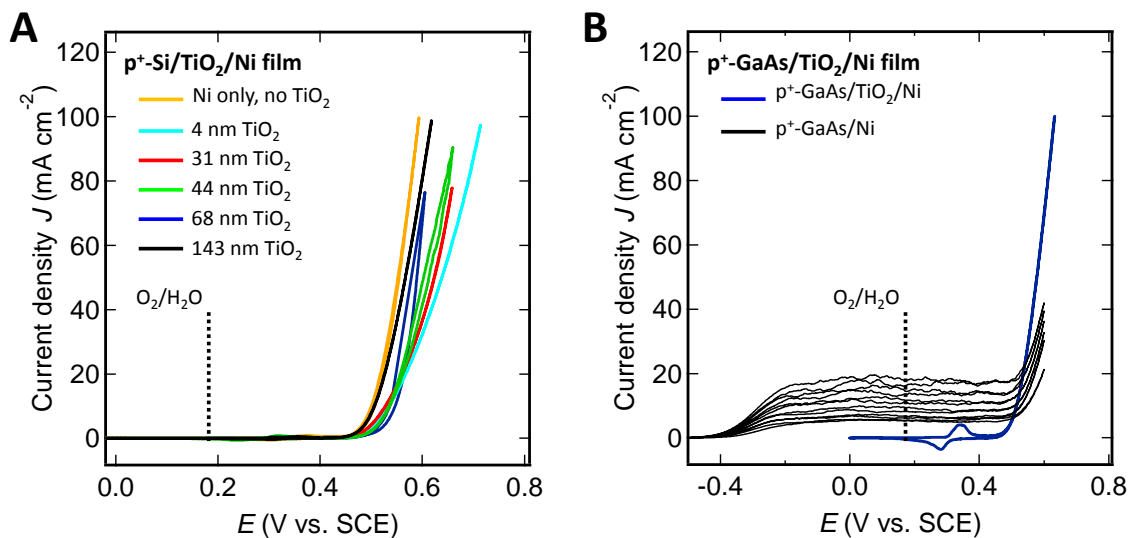 A
p⁺-Si/TiO₂/Ni film
Ni only, no TiO₂
4 nm TiO₂
31 nm TiO₂
44 nm TiO₂
68 nm TiO₂
143 nm TiO₂
O₂/H₂O
Current density J (mA cm⁻²)
120
100
80
60
40
20
0
0.0 0.2 0.4 0.6 0.8
E (V vs. SCE)
B
p⁺-GaAs/TiO₂/Ni film
p⁺-GaAs/TiO₂/Ni
p⁺-GaAs/Ni
O₂/H₂O
Current density J (mA cm⁻²)
120
100
80
60
40
20
0
-0.4 0.0 0.4 0.8
E (V vs. SCE)